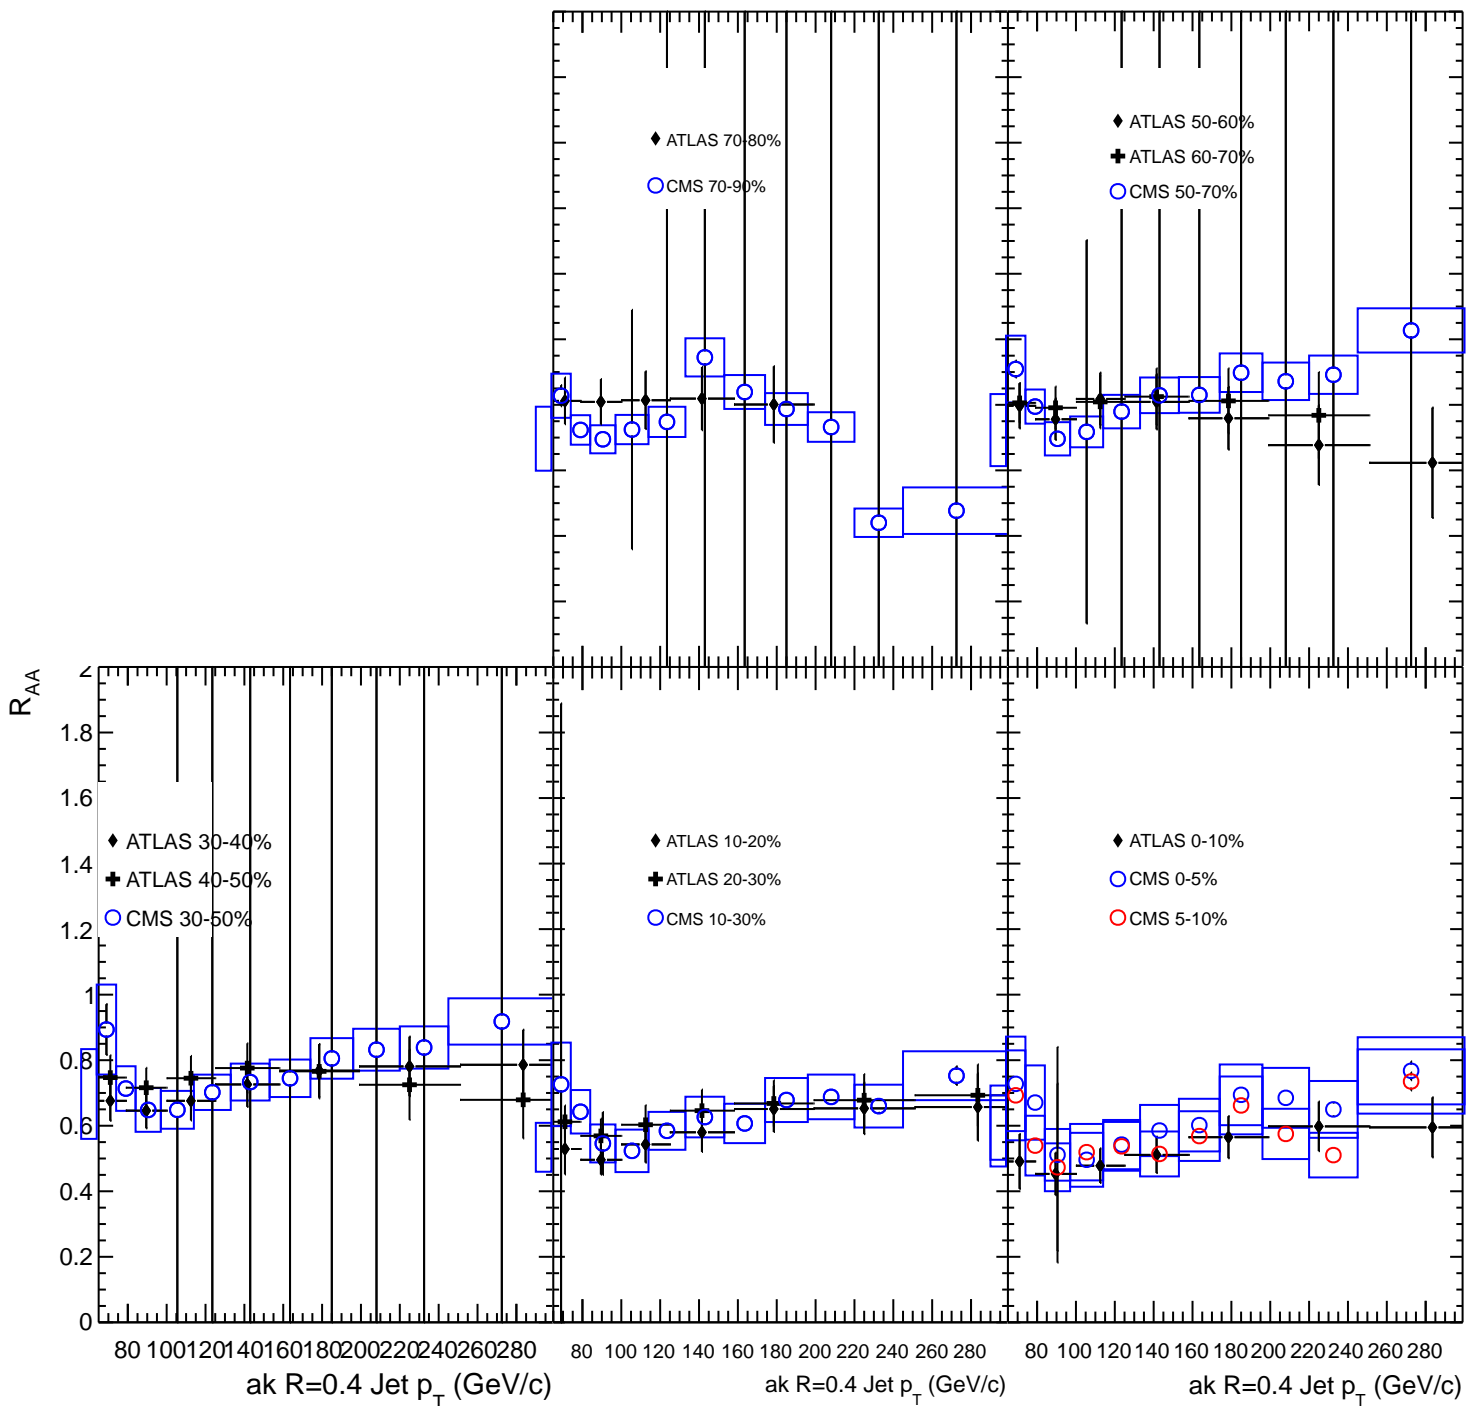 ATLAS 70-80%
CMS 70-90%
ATLAS 50-60%
ATLAS 60-70%
CMS 50-70%
R_AA
2
1.8
1.6
1.4
1.2
1
0.8
0.6
0.4
0.2
0
ATLAS 30-40%
ATLAS 40-50%
CMS 30-50%
ATLAS 10-20%
ATLAS 20-30%
CMS 10-30%
ATLAS 0-10%
CMS 0-5%
CMS 5-10%
80 100 120 140 160 180 200 220 240 260 280
80 100 120 140 160 180 200 220 240 260 280
80 100 120 140 160 180 200 220 240 260 280
ak R=0.4 Jet p_T (GeV/c)
ak R=0.4 Jet p_T (GeV/c)
ak R=0.4 Jet p_T (GeV/c)